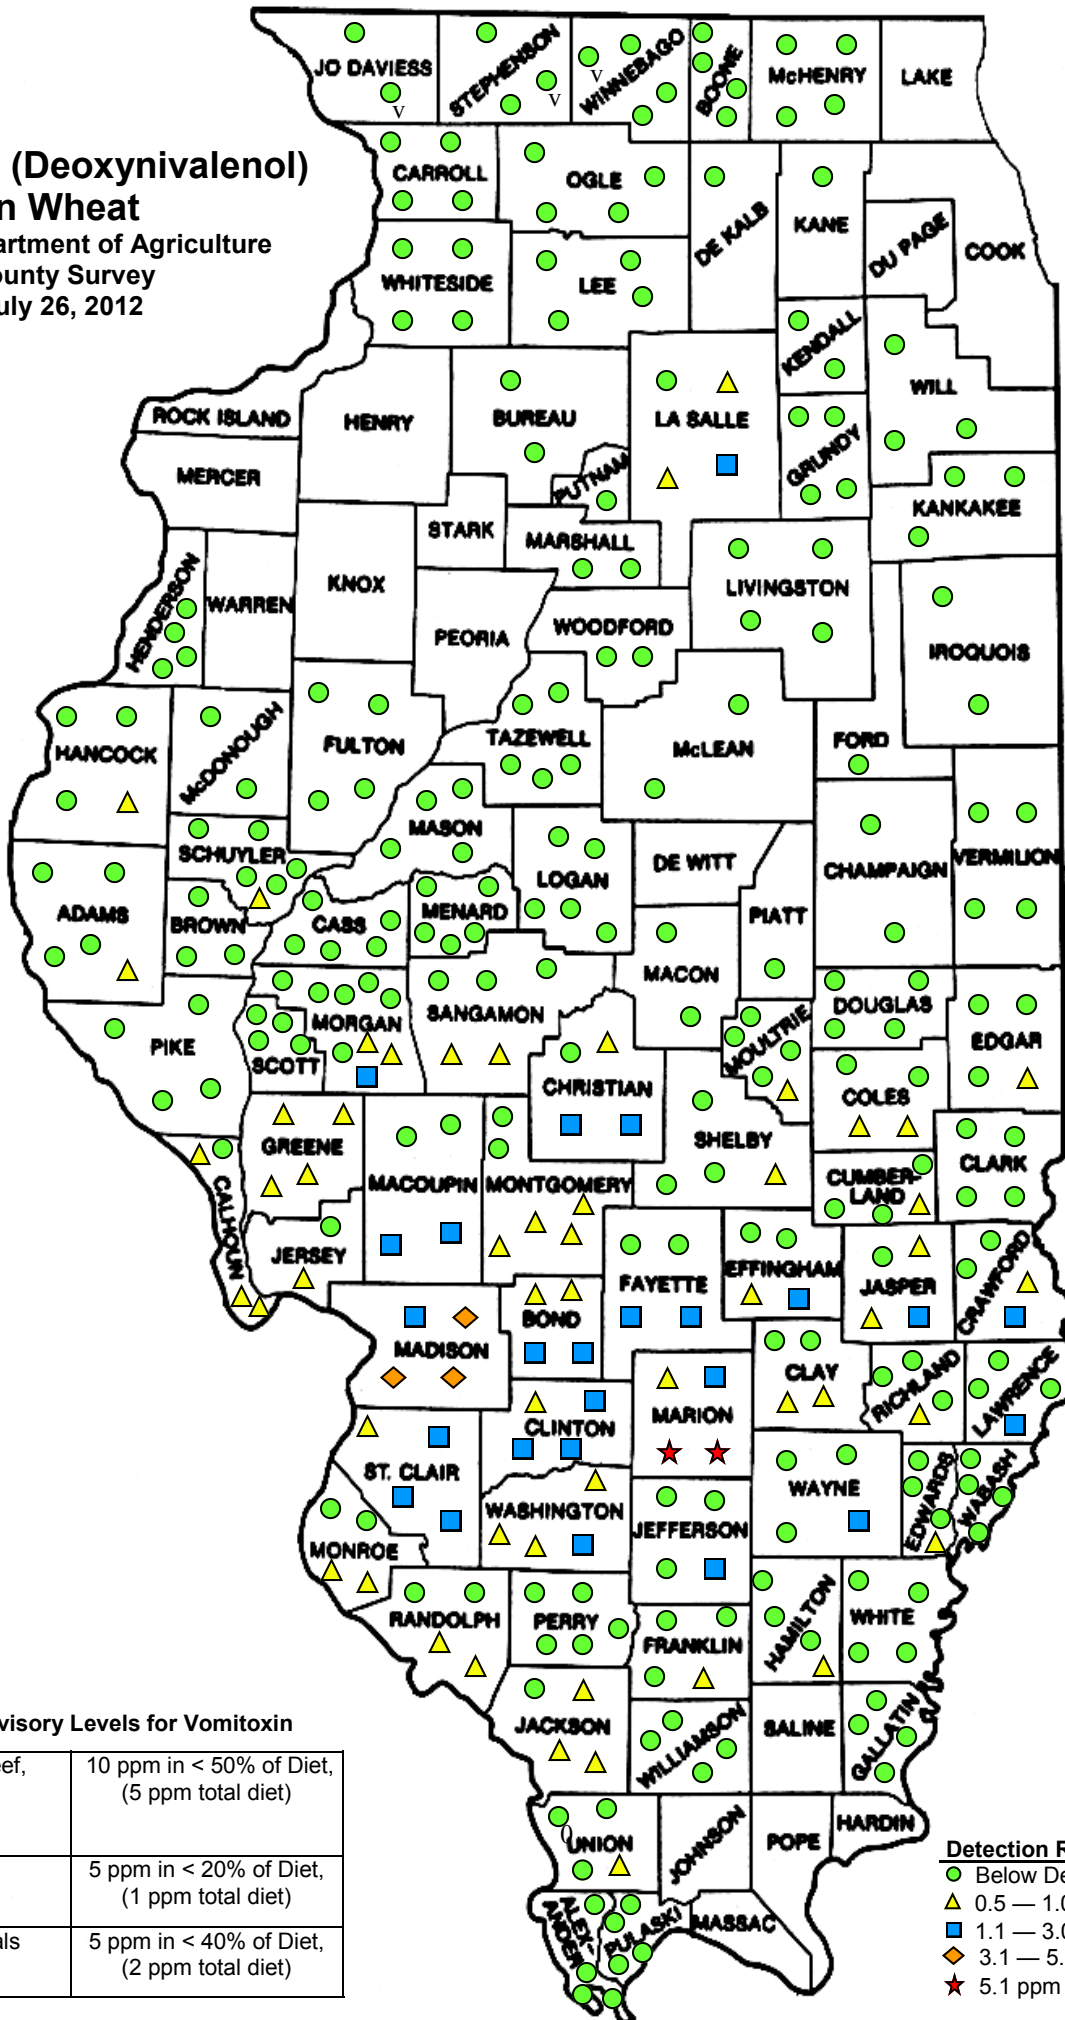 (Deoxynivalenol)
n Wheat
artment of Agriculture
ounty Survey
uly 26, 2012
JO DAVIESS
STEPHENSON
WINNEBAGO
BOONE
McHENRY
LAKE
v
v
v
CARROLL
OGLE
DE KALB
KANE
DU PAGE
COOK
WHITESIDE
LEE
KENDALL
WILL
ROCK ISLAND
HENRY
BUREAU
LA SALLE
GRUNDY
MERCER
PUTNAM
KANKAKEE
STARK
MARSHALL
HENDERSON
WARREN
KNOX
PEORIA
WOODFORD
LIVINGSTON
IROQUOIS
HANCOCK
McDONOUGH
FULTON
TAZEWELL
McLEAN
FORD
SCHUYLER
MASON
LOGAN
DE WITT
CHAMPAIGN
VERMILION
ADAMS
BROWN
CASS
MENARD
PIATT
MACON
PIKE
SCOTT
MORGAN
SANGAMON
CHRISTIAN
MOULTRIE
DOUGLAS
EDGAR
COLES
GREENE
MACOUPIN
MONTGOMERY
SHELBY
CUMBER-
LAND
CLARK
CALHOUN
JERSEY
FAYETTE
EFFINGHAM
JASPER
CRAWFORD
MADISON
BOND
CLAY
RICHLAND
LAWRENCE
CLINTON
MARION
ST. CLAIR
WASHINGTON
JEFFERSON
WAYNE
EDWARDS
WABASH
MONROE
RANDOLPH
PERRY
FRANKLIN
HAMILTON
WHITE
JACKSON
WILLIAMSON
SALINE
GALLATIN
0
UNION
JOHNSON
POPE
HARDIN
ALEX-
ANDER
PULASKI
MASSAC
visory Levels for Vomitoxin
ef,
10 ppm in < 50% of Diet,
(5 ppm total diet)
5 ppm in < 20% of Diet,
(1 ppm total diet)
als
5 ppm in < 40% of Diet,
(2 ppm total diet)
Detection R
Below De
0.5 — 1.0
1.1 — 3.0
3.1 — 5.
5.1 ppm